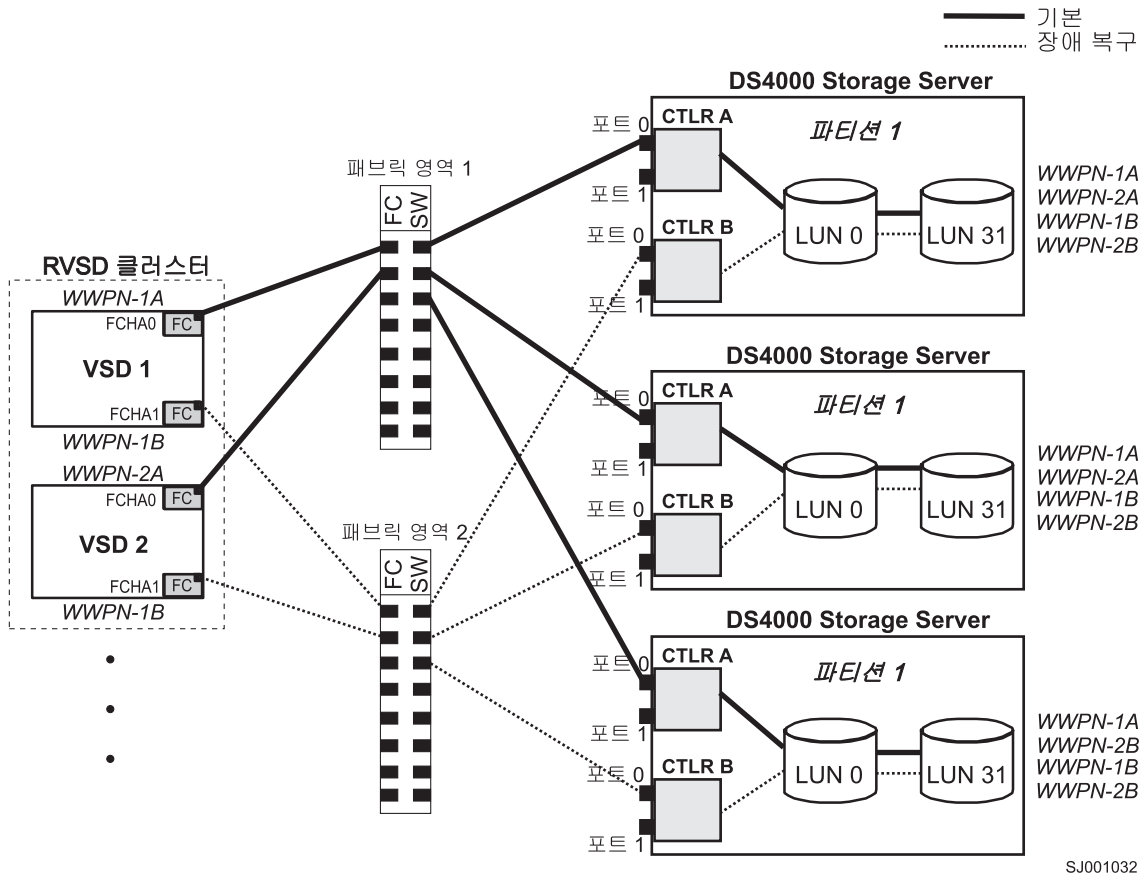 기본
장애 복구
RVSD 클러스터
WWPN-1A
FCHA0 FC
VSD 1
FCHA1 FC
WWPN-1B
WWPN-2A
FCHA0 FC
VSD 2
FCHA1 FC
WWPN-1B
패브릭 영역 1
FC SW
패브릭 영역 2
FC SW
DS4000 Storage Server
포트 0
CTLR A
파티션 1
포트 1
포트 0
CTLR B
LUN 0
LUN 31
포트 1
WWPN-1A
WWPN-2A
WWPN-1B
WWPN-2B
DS4000 Storage Server
포트 0
CTLR A
파티션 1
포트 1
포트 0
CTLR B
LUN 0
LUN 31
포트 1
WWPN-1A
WWPN-2A
WWPN-1B
WWPN-2B
DS4000 Storage Server
포트 0
CTLR A
파티션 1
포트 1
포트 0
CTLR B
LUN 0
LUN 31
포트 1
WWPN-1A
WWPN-2B
WWPN-1B
WWPN-2B
SJ001032